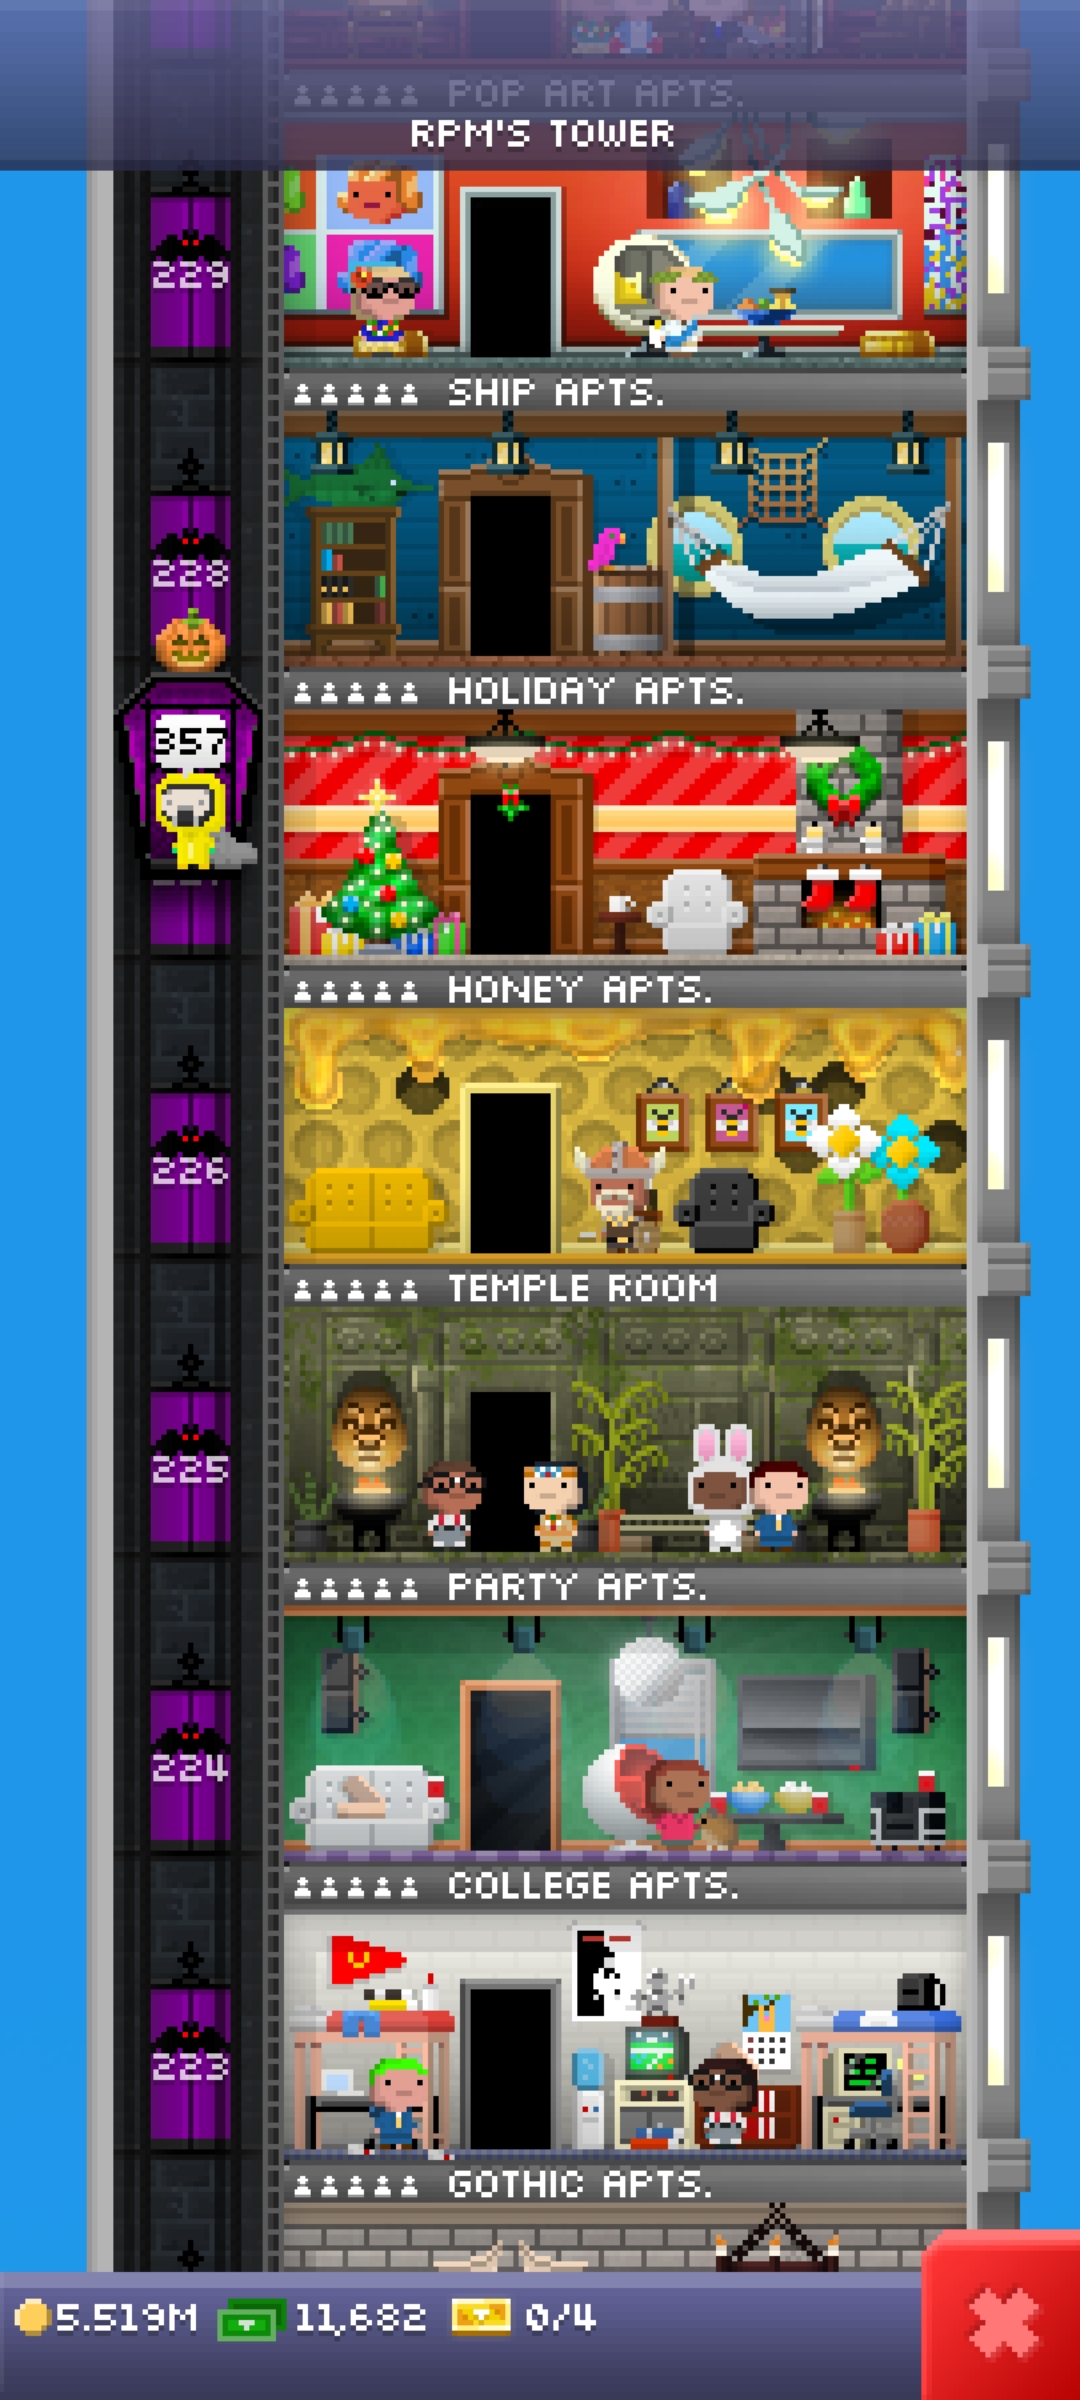 POP ART APTS.
RPM'S TOWER
229
SHIP APTS.
228
HOLIDAY APTS.
357
HONEY APTS.
226
TEMPLE ROOM
225
PARTY APTS.
224
COLLEGE APTS.
223
GOTHIC APTS.
5.519M 11,682 0/4